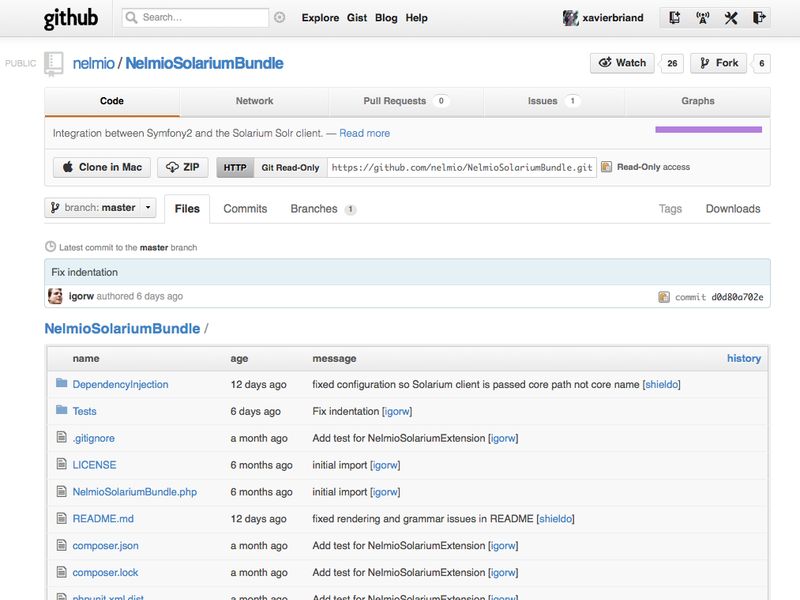 github Search... Explore Gist Blog Help xavierbriand
PUBLIC nelmio / NelmioSolariumBundle Watch 26 Fork 6
Code Network Pull Requests 0 Issues 1 Graphs
Integration between Symfony2 and the Solarium Solr client. — Read more
Clone in Mac ZIP HTTP Git Read-Only https://github.com/nelmio/NelmioSolariumBundle.git Read-Only access
branch: master Files Commits Branches 1 Tags Downloads
Latest commit to the master branch
Fix indentation
igorw authored 6 days ago commit d0d80a702e
NelmioSolariumBundle /
name age message history
DependencyInjection 12 days ago fixed configuration so Solarium client is passed core path not core name [shieldo]
Tests 6 days ago Fix indentation [igorw]
.gitignore a month ago Add test for NelmioSolariumExtension [igorw]
LICENSE 6 months ago initial import [igorw]
NelmioSolariumBundle.php 6 months ago initial import [igorw]
README.md 12 days ago fixed rendering and grammar issues in README [shieldo]
composer.json a month ago Add test for NelmioSolariumExtension [igorw]
composer.lock a month ago Add test for NelmioSolariumExtension [igorw]
phpunit.xml.dist a month ago Add test for NelmioSolariumExtension [igorw]